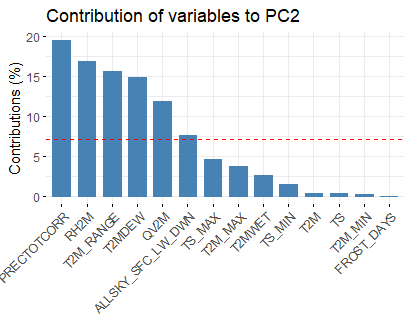 Contribution of variables to PC2
Contributions (%)
20
15
10
5
0
PRECTOTCORR
RH2M
T2M_RANGE
T2MDEW
QV2M
ALLSKY_SFC_LW_DWN
TS_MAX
T2M_MAX
T2MWET
TS_MIN
T2M
TS
T2M_MIN
FROST_DAYS